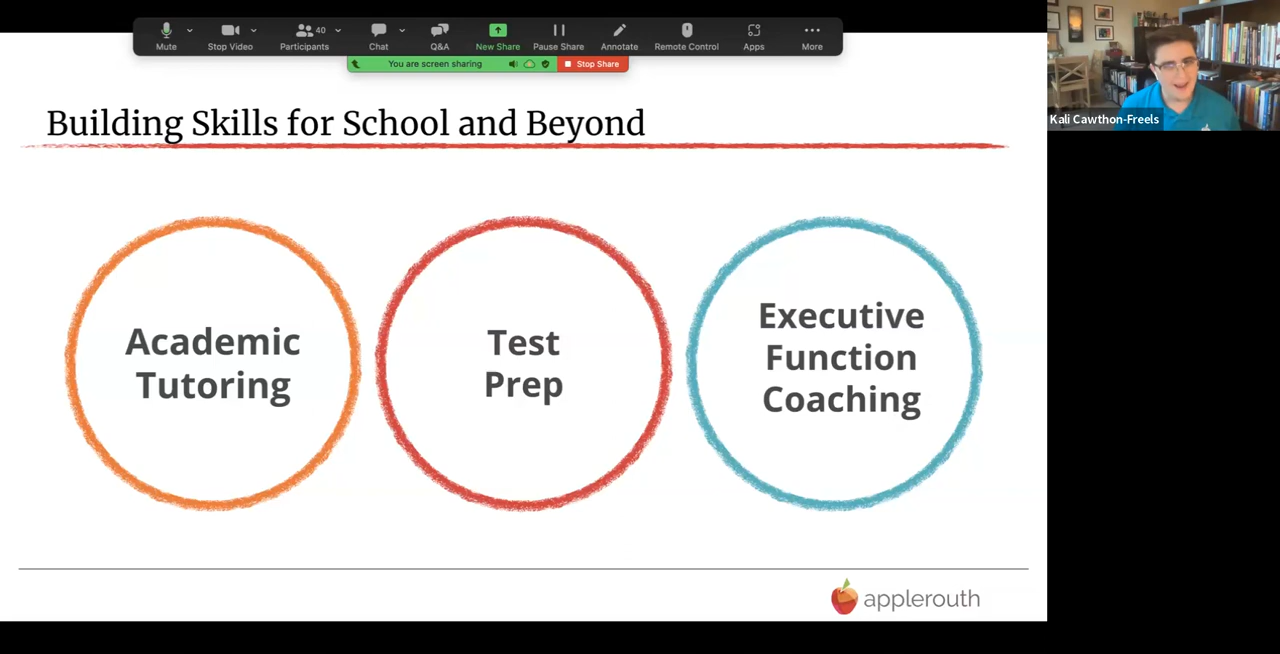 Mute
Stop Video
40
Participants
Chat
Q&A
New Share
Pause Share
Annotate
Remote Control
Apps
More
You are screen sharing
Stop Share
Kali Cawthon-Freels
Building Skills for School and Beyond
Academic
Tutoring
Test
Prep
Executive
Function
Coaching
applerouth